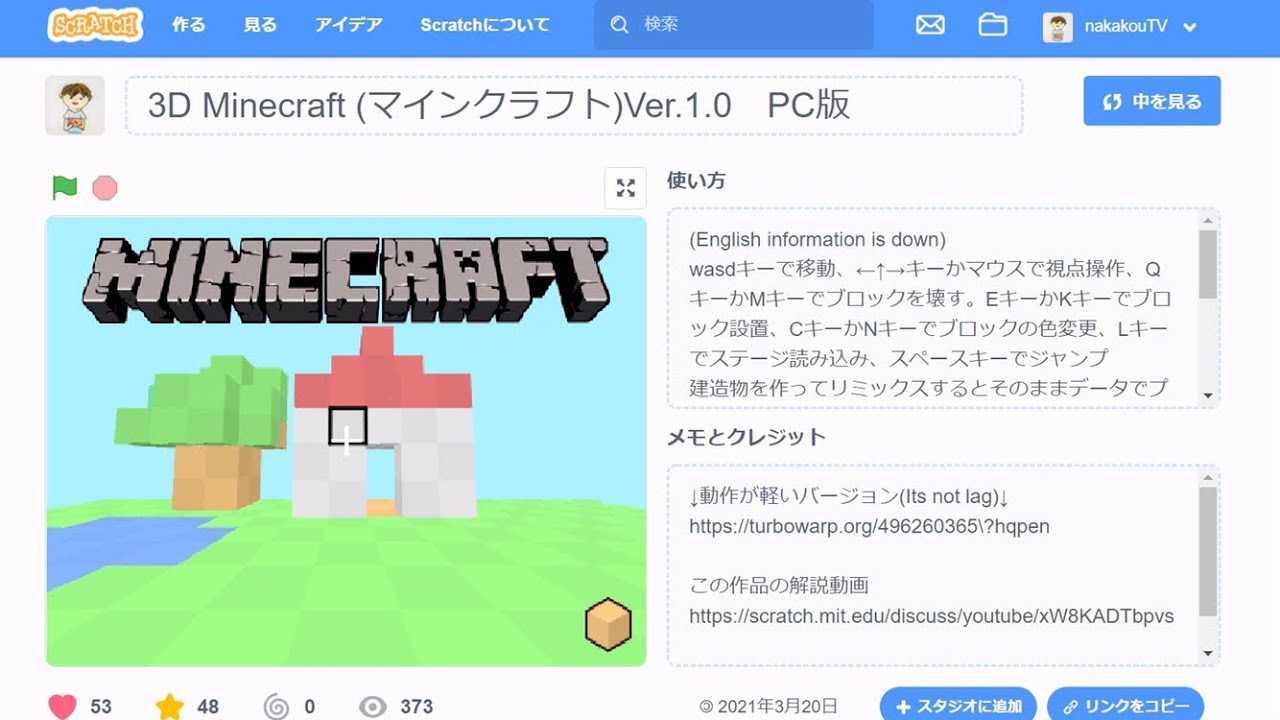 SCRATCH 作る 見る アイデア Scratchについて 検索 nakakouTV
3D Minecraft (マインクラフト)Ver.1.0　PC版
中を見る
使い方
(English information is down)
wasdキーで移動、←↑→キーかマウスで視点操作、Q
キーかMキーでブロックを壊す。EキーかKキーでブロ
ック設置、CキーかNキーでブロックの色変更、Lキー
でステージ読み込み、スペースキーでジャンプ
建造物を作ってリミックスするとそのままデータでプ
MINECRAFT
メモとクレジット
↓動作が軽いバージョン(Its not lag)↓
https://turbowarp.org/496260365\?hqpen
この作品の解説動画
https://scratch.mit.edu/discuss/youtube/xW8KADTbpvs
53 48 0 373
© 2021年3月20日
スタジオに追加
リンクをコピー